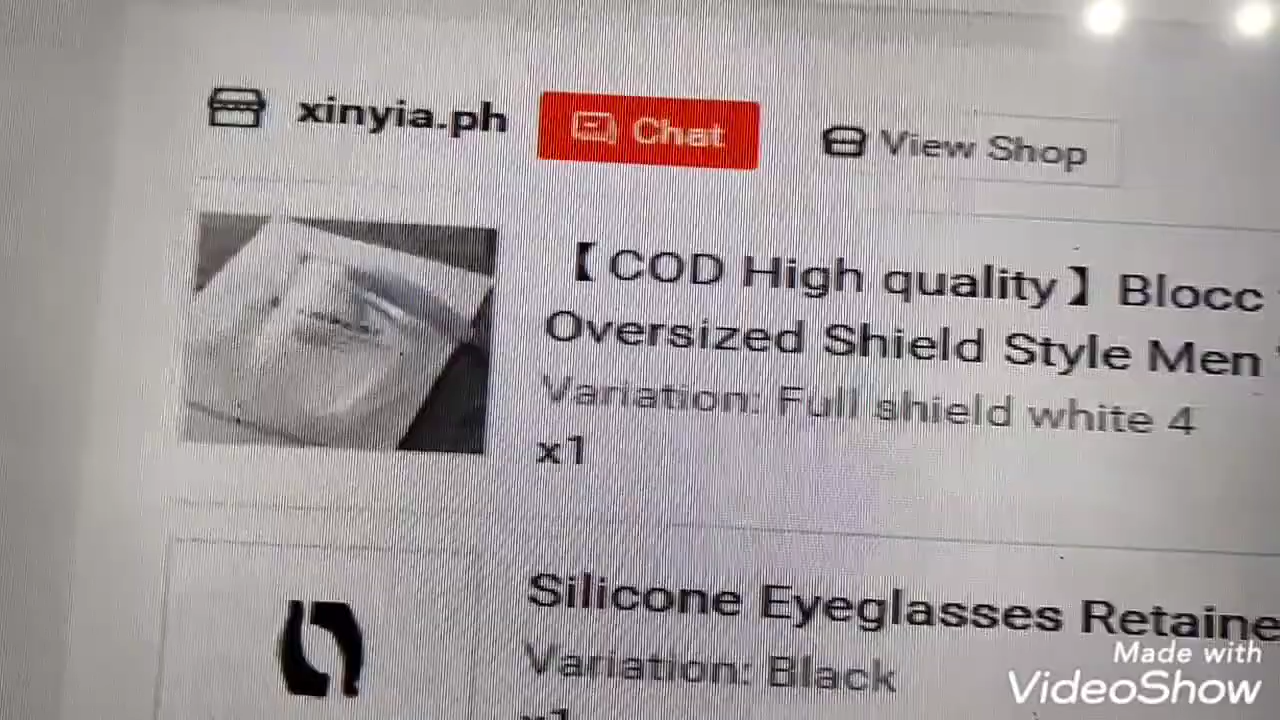 xinyia.ph
Chat
View Shop
【COD High quality】Blocc
Oversized Shield Style Men
Variation: Full shield white 4
x1
Silicone Eyeglasses Retaine
Variation: Black
x1
Made with
VideoShow